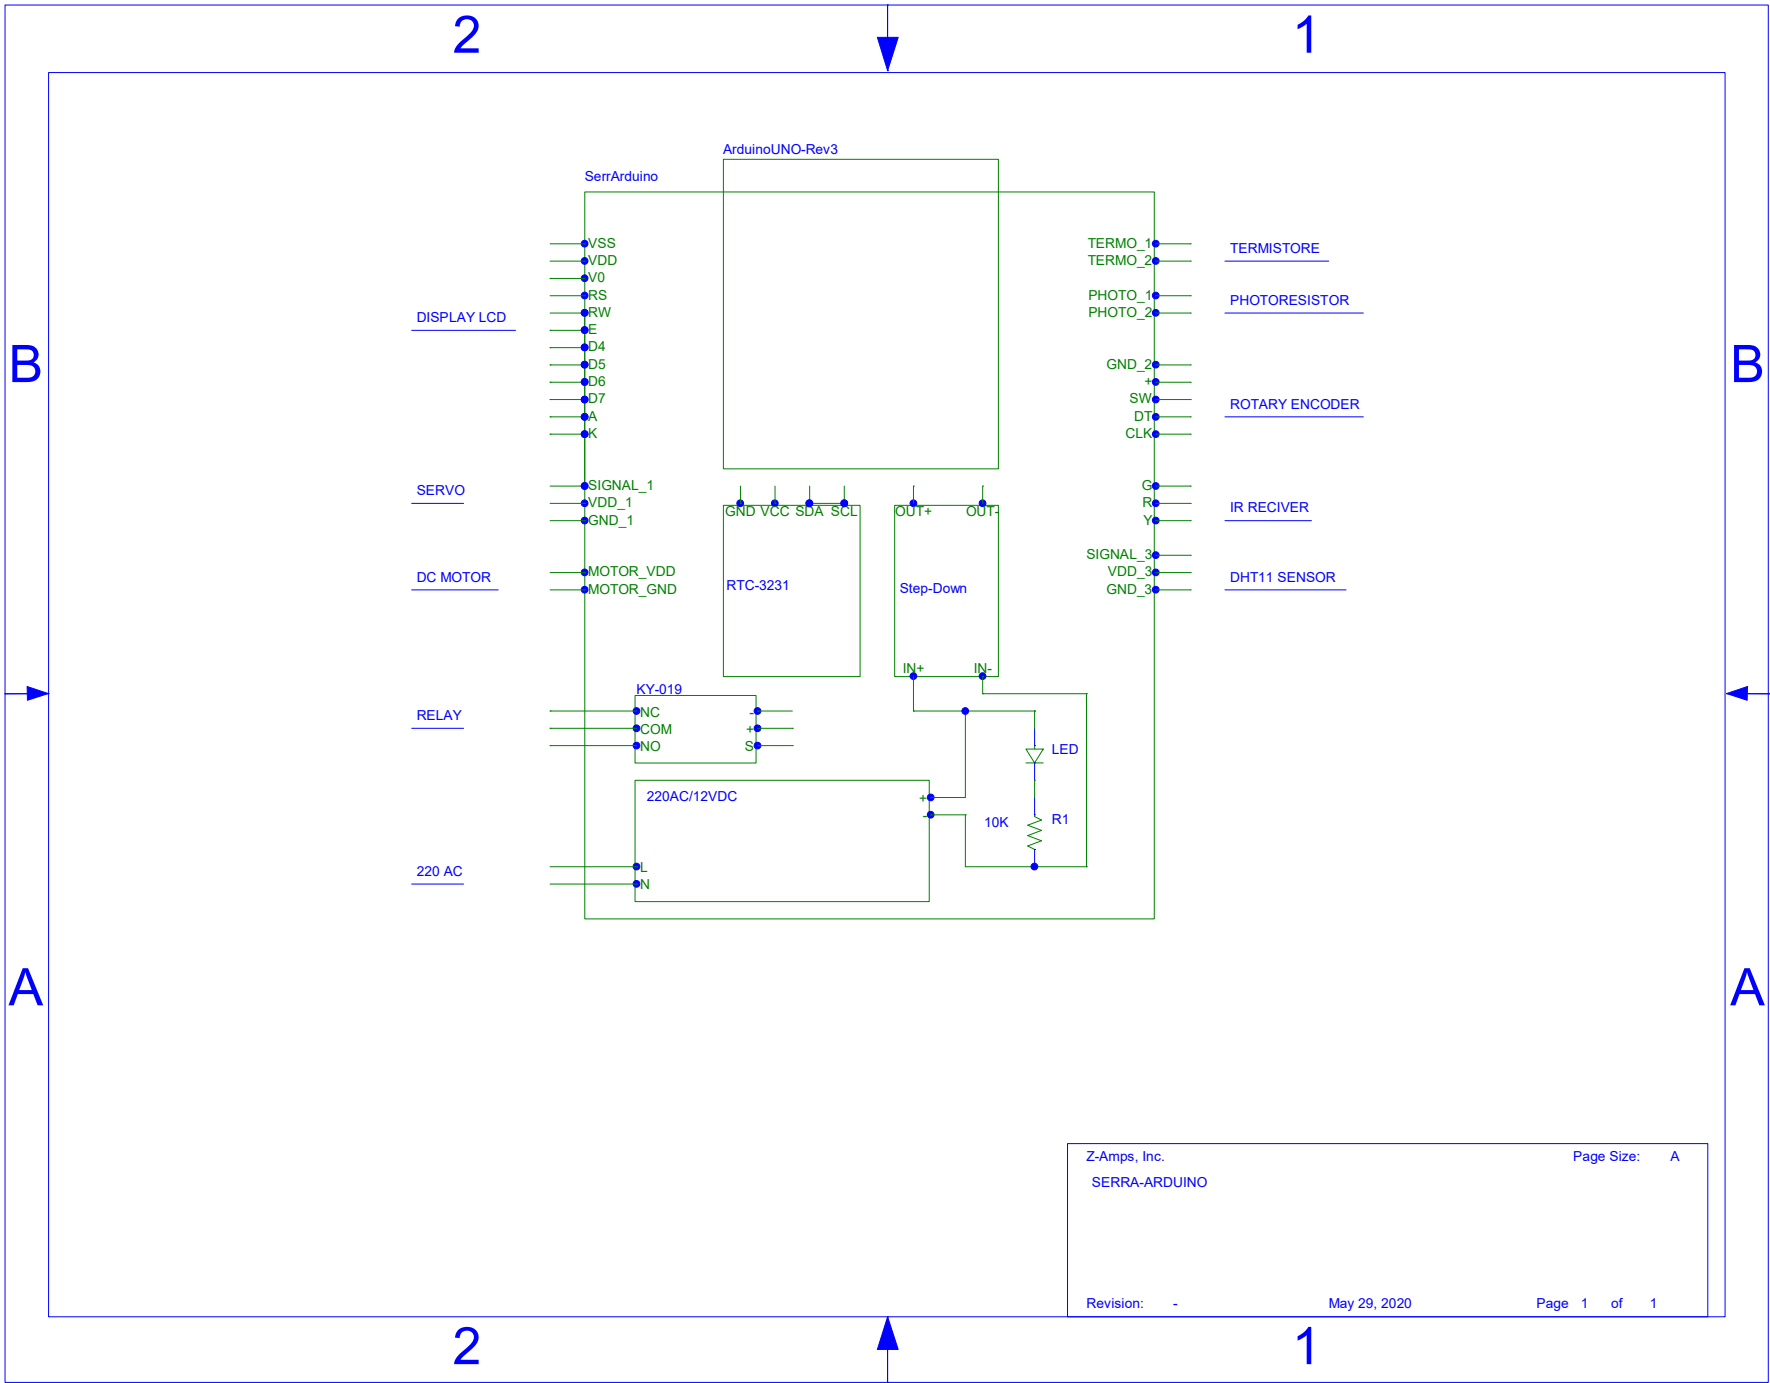 2 1
ArduinoUNO-Rev3
SerrArduino
VSS
VDD
V0
RS
RW
E
D4
D5
D6
D7
A
K
DISPLAY LCD
SIGNAL_1
VDD_1
GND_1
SERVO
MOTOR_VDD
MOTOR_GND
DC MOTOR
TERMO_1
TERMO_2
TERMISTORE
PHOTO_1
PHOTO_2
PHOTORESISTOR
GND_2
+
SW
DT
CLK
ROTARY ENCODER
G
R
Y
IR RECIVER
SIGNAL_3
VDD_3
GND_3
DHT11 SENSOR
GND VCC SDA SCL
RTC-3231
OUT+ OUT-
Step-Down
IN+ IN-
KY-019
NC -
COM +
NO S
RELAY
220AC/12VDC
+
-
L
N
220 AC
LED
10K R1
B B
A A
Z-Amps, Inc. Page Size: A
SERRA-ARDUINO
Revision: - May 29, 2020 Page 1 of 1
2 1